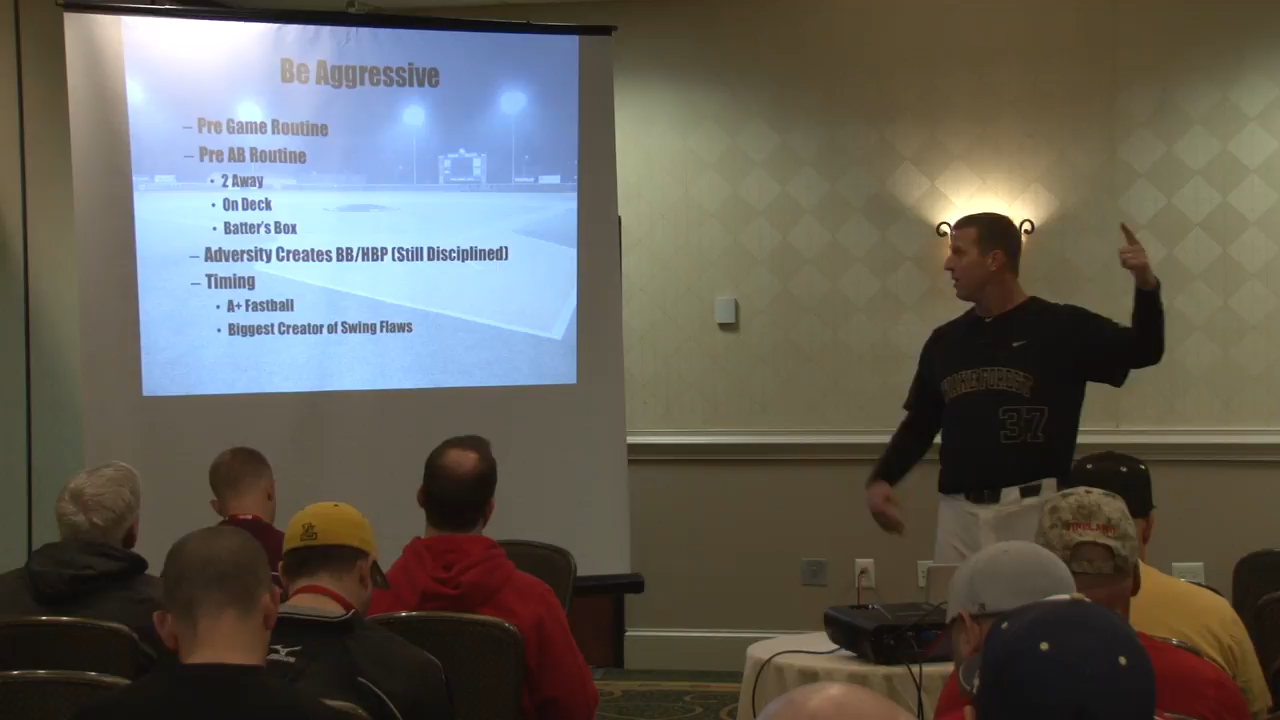 Be Aggressive
– Pre Game Routine
– Pre AB Routine
• 2 Away
• On Deck
• Batter's Box
– Adversity Creates BB/HBP (Still Disciplined)
– Timing
• A+ Fastball
• Biggest Creator of Swing Flaws
WAKE FOREST
37